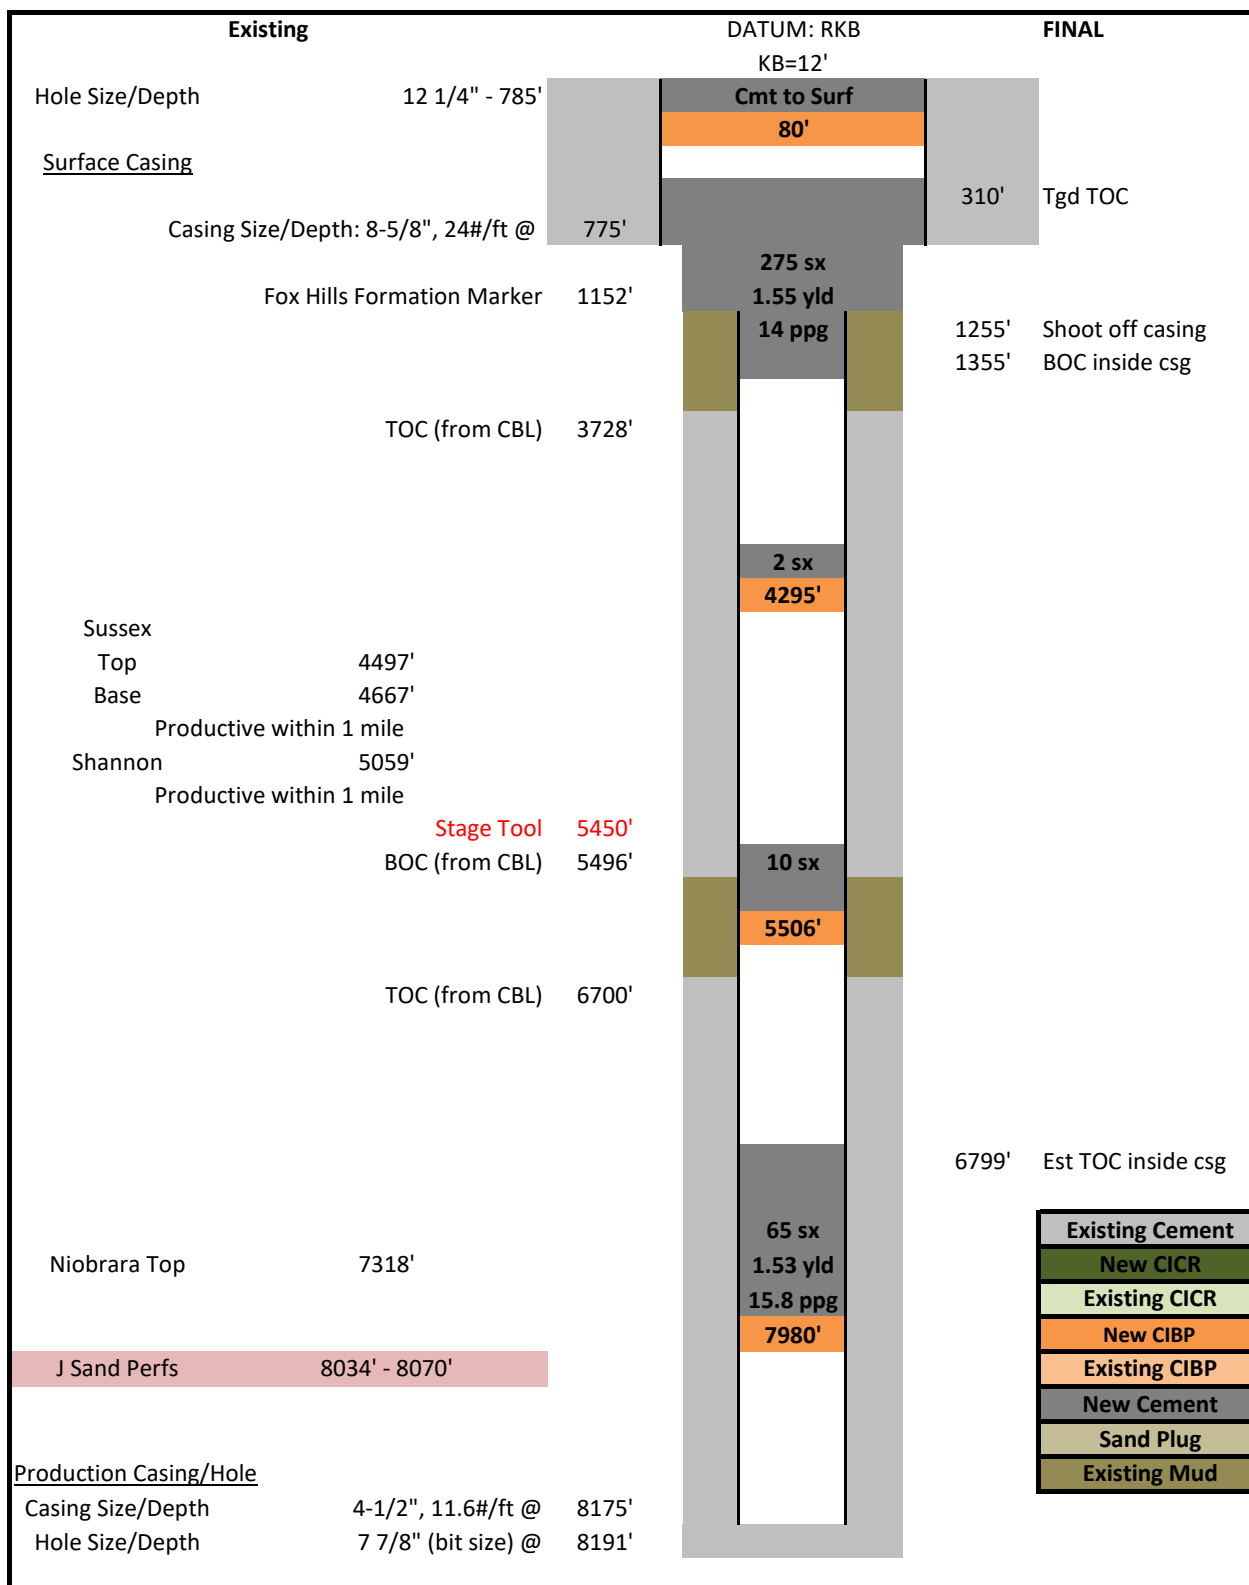 Existing DATUM: RKB FINAL
KB=12'
Hole Size/Depth 12 1/4" - 785' Cmt to Surf
80'
Surface Casing
310' Tgd TOC
Casing Size/Depth: 8-5/8", 24#/ft @ 775'
275 sx
Fox Hills Formation Marker 1152' 1.55 yld
14 ppg 1255' Shoot off casing
1355' BOC inside csg
TOC (from CBL) 3728'
2 sx
4295'
Sussex
Top 4497'
Base 4667'
Productive within 1 mile
Shannon 5059'
Productive within 1 mile
Stage Tool 5450'
BOC (from CBL) 5496' 10 sx
5506'
TOC (from CBL) 6700'
6799' Est TOC inside csg
65 sx Existing Cement
Niobrara Top 7318' 1.53 yld New CICR
15.8 ppg Existing CICR
7980' New CIBP
J Sand Perfs 8034' - 8070' Existing CIBP
New Cement
Sand Plug
Production Casing/Hole Existing Mud
Casing Size/Depth 4-1/2", 11.6#/ft @ 8175'
Hole Size/Depth 7 7/8" (bit size) @ 8191'